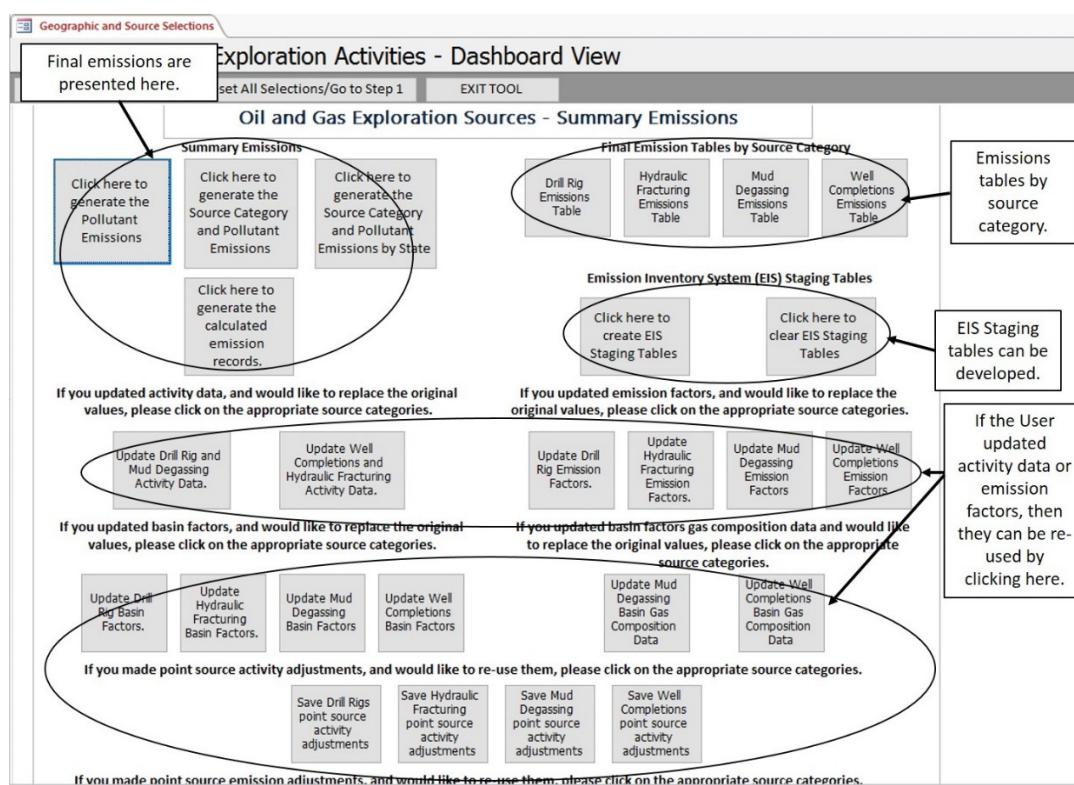 Geographic and Source Selections
Final emissions are
presented here.
Exploration Activities - Dashboard View
set All Selections/Go to Step 1
EXIT TOOL
Oil and Gas Exploration Sources - Summary Emissions
Summary Emissions
Click here to
generate the
Pollutant
Emissions
Click here to
generate the
Source Category
and Pollutant
Emissions
Click here to
generate the
Source Category
and Pollutant
Emissions by State
Click here to
generate the
calculated
emission
records.
Final Emission Tables by Source Category
Drill Rig
Emissions
Table
Hydraulic
Fracturing
Emissions
Table
Mud
Degassing
Emissions
Table
Well
Completions
Emissions
Table
Emissions
tables by
source
category.
Emission Inventory System (EIS) Staging Tables
Click here to
create EIS
Staging Tables
Click here to
clear EIS Staging
Tables
EIS Staging
tables can be
developed.
If you updated activity data, and would like to replace the original
values, please click on the appropriate source categories.
If you updated emission factors, and would like to replace the
original values, please click on the appropriate source categories.
Update Drill Rig and
Mud Degassing
Activity Data.
Update Well
Completions and
Hydraulic Fracturing
Activity Data.
Update Drill
Rig Emission
Factors.
Update
Hydraulic
Fracturing
Emission
Factors.
Update Mud
Degassing
Emission
Factors
Update Well
Completions
Emission
Factors
If the User
updated
activity data or
emission
factors, then
they can be re-
used by
clicking here.
If you updated basin factors, and would like to replace the original
values, please click on the appropriate source categories.
If you updated basin factors gas composition data and would like
to replace the original values, please click on the appropriate
source categories.
Update Drill
Rig Basin
Factors.
Update
Hydraulic
Fracturing
Basin Factors.
Update Mud
Degassing
Basin Factors
Update Well
Completions
Basin Factors
Update Mud
Degassing
Basin Gas
Composition
Data
Update Well
Completions
Basin Gas
Composition
Data
If you made point source activity adjustments, and would like to re-use them, please click on the appropriate source categories.
Save Drill Rigs
point source
activity
adjustments
Save Hydraulic
Fracturing
point source
activity
adjustments
Save Mud
Degassing
point source
activity
adjustments
Save Well
Completions
point source
activity
adjustments
If you made point source emission adjustments, and would like to re-use them, please click on the appropriate source categories.